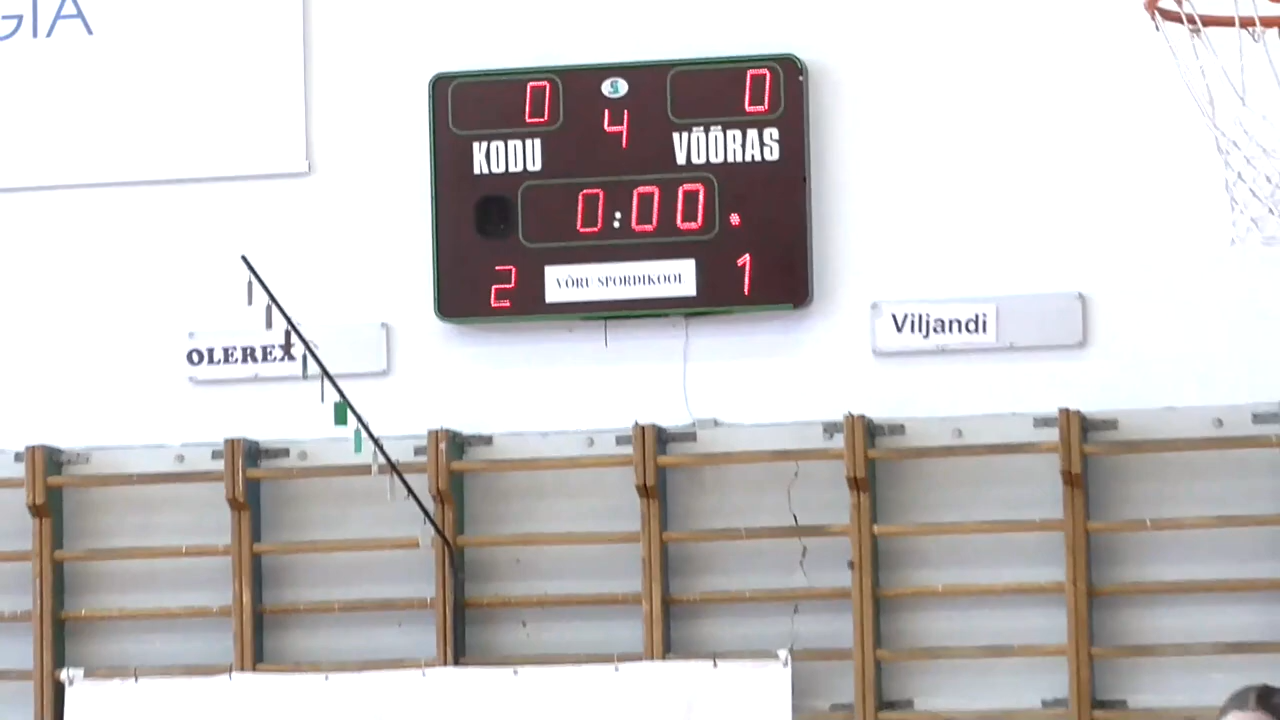 GIA
0 0
4
KODU VÕÕRAS
0:00
2 VÕRU SPORDIKOOL 1
OLEREX
Viljandi